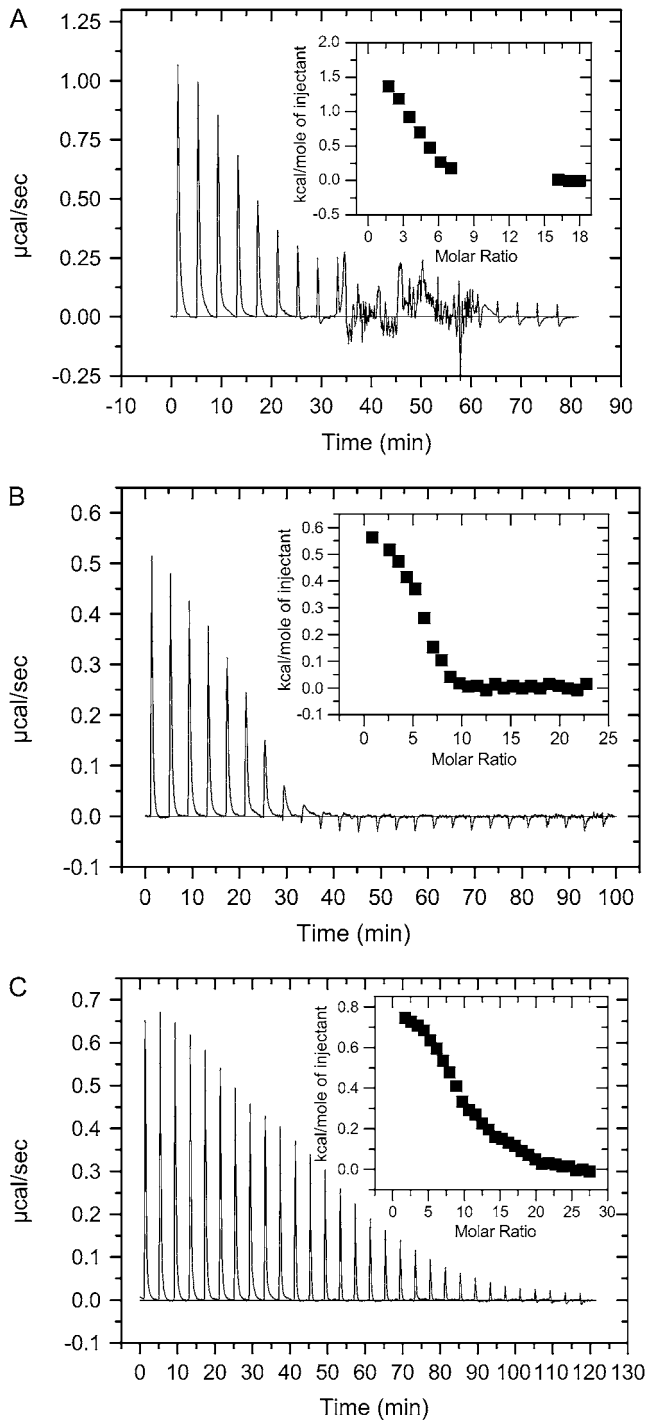 A
µcal/sec
1.00
0.75
0.50
0.25
0.00
-0.25
-10 0 10 20 30 40 50 60 70 80 90
Time (min)
kcal/mole of injectant
2.0
1.5
1.0
0.5
0.0
-0.5
0 3 6 9 12 15 18
Molar Ratio
B
µcal/sec
0.6
0.5
0.4
0.3
0.2
0.1
0.0
-0.1
0 10 20 30 40 50 60 70 80 90 100
Time (min)
kcal/mole of injectant
0.6
0.5
0.4
0.3
0.2
0.1
0.0
-0.1
0 5 10 15 20 25
Molar Ratio
C
µcal/sec
0.7
0.6
0.5
0.4
0.3
0.2
0.1
0.0
-0.1
0 10 20 30 40 50 60 70 80 90 100 110 120 130
Time (min)
kcal/mole of injectant
0.8
0.6
0.4
0.2
0.0
0 5 10 15 20 25 30
Molar Ratio